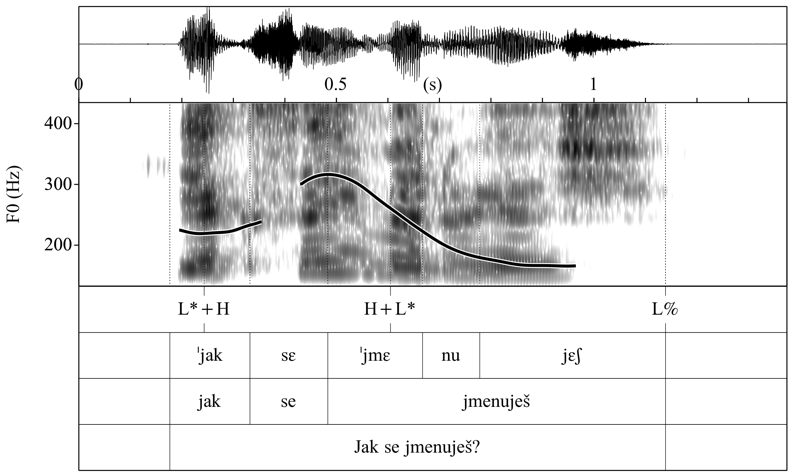 0 0.5 (s) 1
F0 (Hz)
400
300
200
L*+H H+L* L%
ˈjak sɛ ˈjmɛ nu jɛʃ
jak se jmenuješ
Jak se jmenuješ?